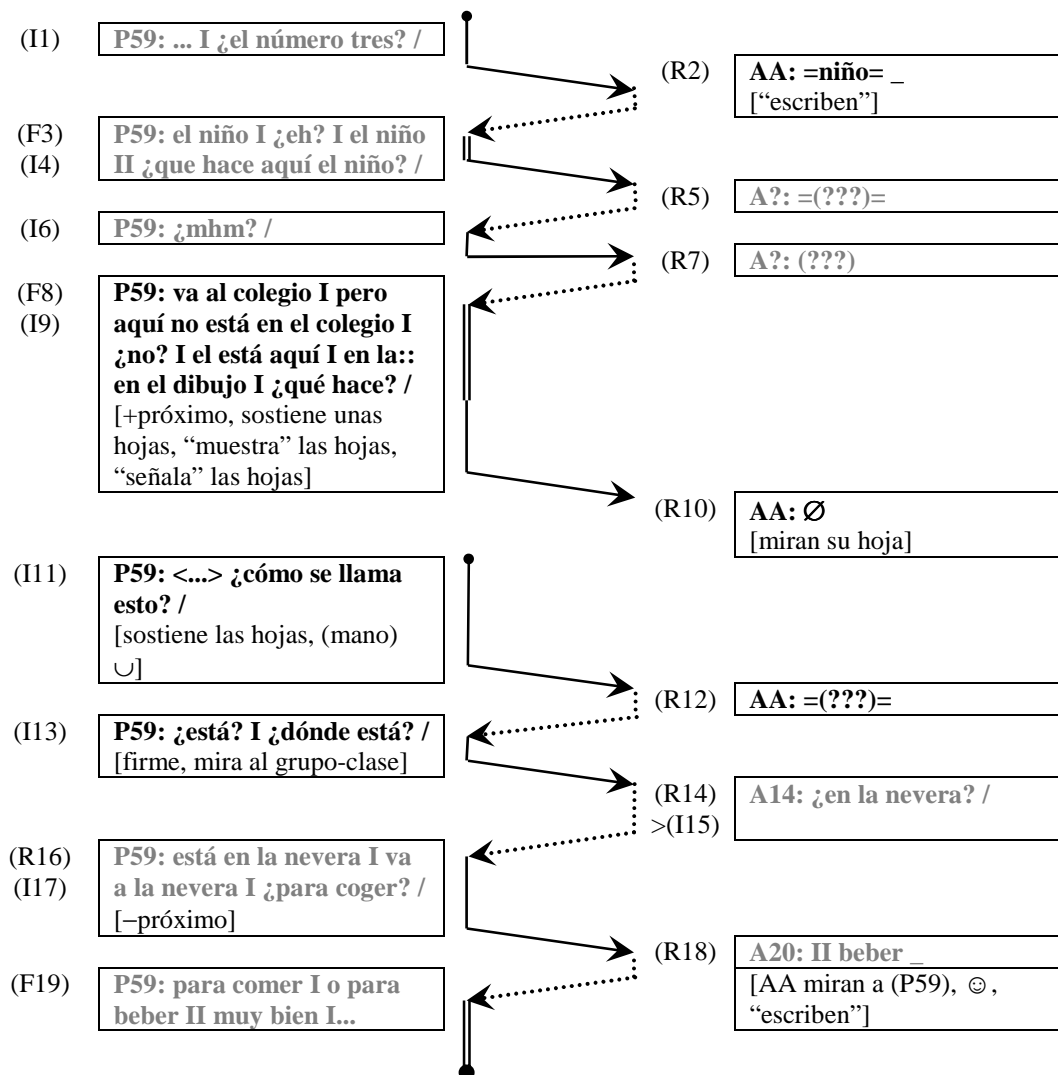 (I1)
P59: ... I ¿el número tres? /
(R2)
AA: =niño= _
[“escriben”]
(F3)
(I4)
P59: el niño I ¿eh? I el niño
II ¿que hace aquí el niño? /
(R5)
A?: =(???)=
(I6)
P59: ¿mhm? /
(R7)
A?: (???)
(F8)
(I9)
P59: va al colegio I pero
aquí no está en el colegio I
¿no? I el está aquí I en la::
en el dibujo I ¿qué hace? /
[+próximo, sostiene unas
hojas, “muestra” las hojas,
“señala” las hojas]
(R10)
AA: ∅
[miran su hoja]
(I11)
P59: <...> ¿cómo se llama
esto? /
[sostiene las hojas, (mano)
∪]
(R12)
AA: =(???)=
(I13)
P59: ¿está? I ¿dónde está? /
[firme, mira al grupo-clase]
(R14)
>(I15)
A14: ¿en la nevera? /
(R16)
(I17)
P59: está en la nevera I va
a la nevera I ¿para coger? /
[−próximo]
(R18)
A20: II beber _
[AA miran a (P59), ☺,
“escriben”]
(F19)
P59: para comer I o para
beber II muy bien I...